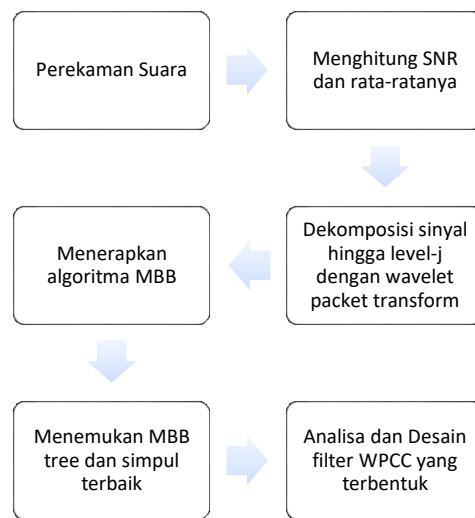 Perekaman Suara
Menghitung SNR
dan rata-ratanya
Dekomposisi sinyal
hingga level-j
dengan wavelet
packet transform
Menerapkan
algoritma MBB
Menemukan MBB
tree dan simpul
terbaik
Analisa dan Desain
filter WPCC yang
terbentuk